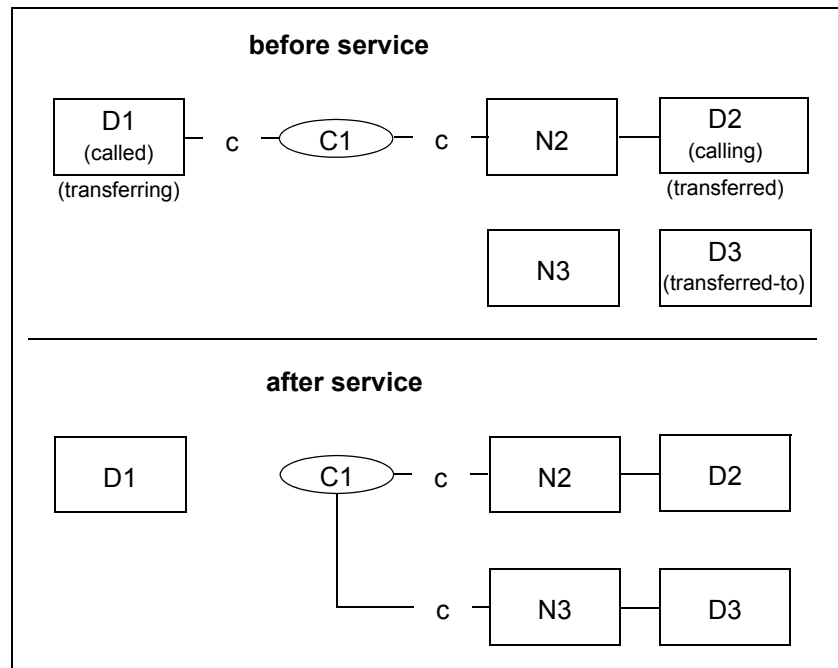 before service
D1 c C1 c N2 D2
(called) (calling)
(transferring) (transferred)
N3 D3
(transferred-to)
after service
D1 C1 c N2 D2
c N3 D3